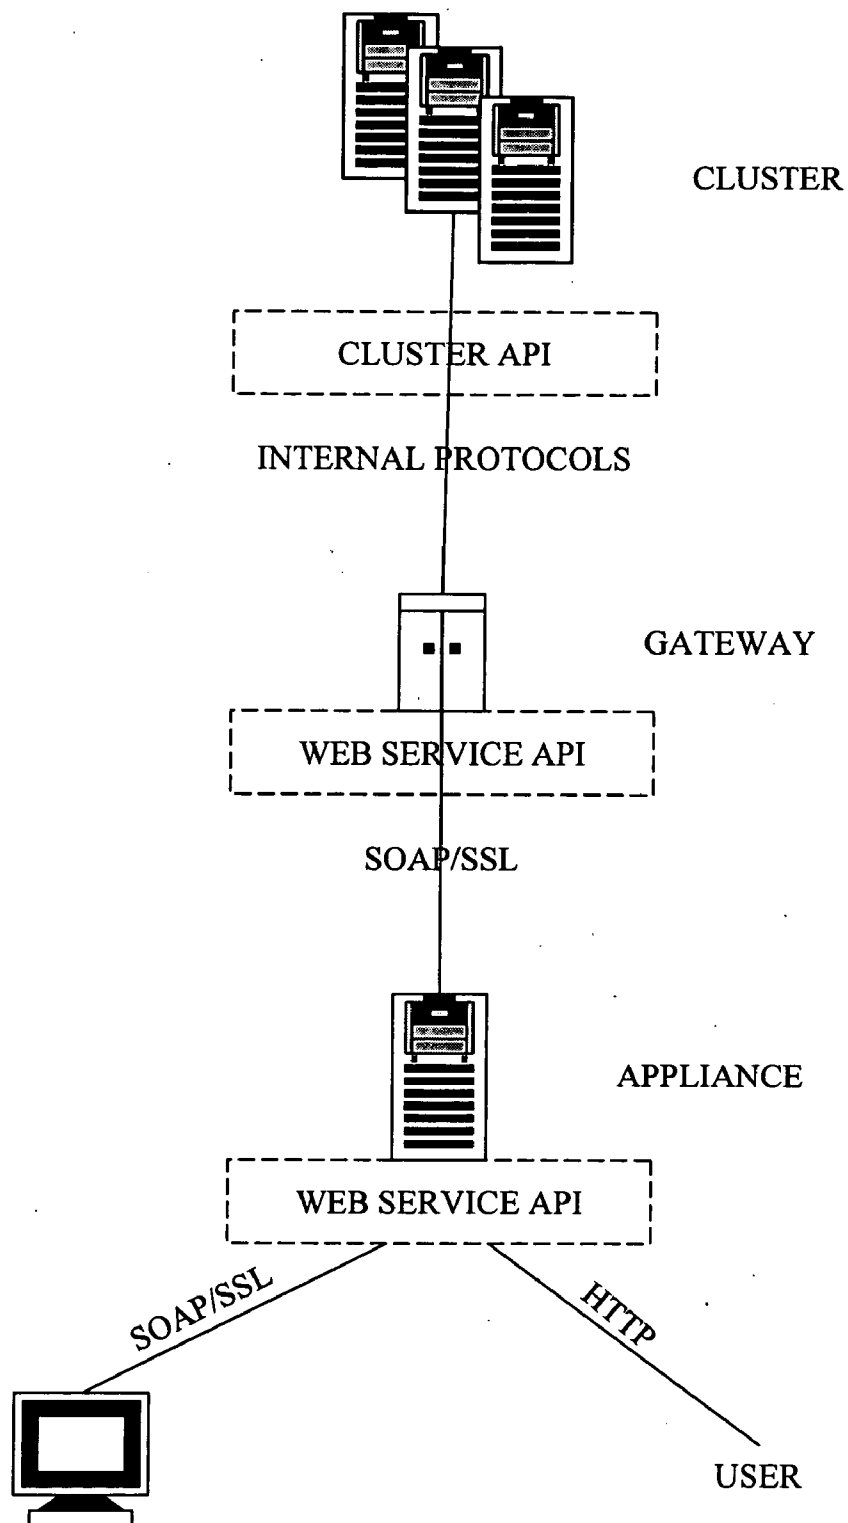 CLUSTER
CLUSTER API
INTERNAL PROTOCOLS
GATEWAY
WEB SERVICE API
SOAP/SSL
APPLIANCE
WEB SERVICE API
SOAP/SSL
HTTP
USER